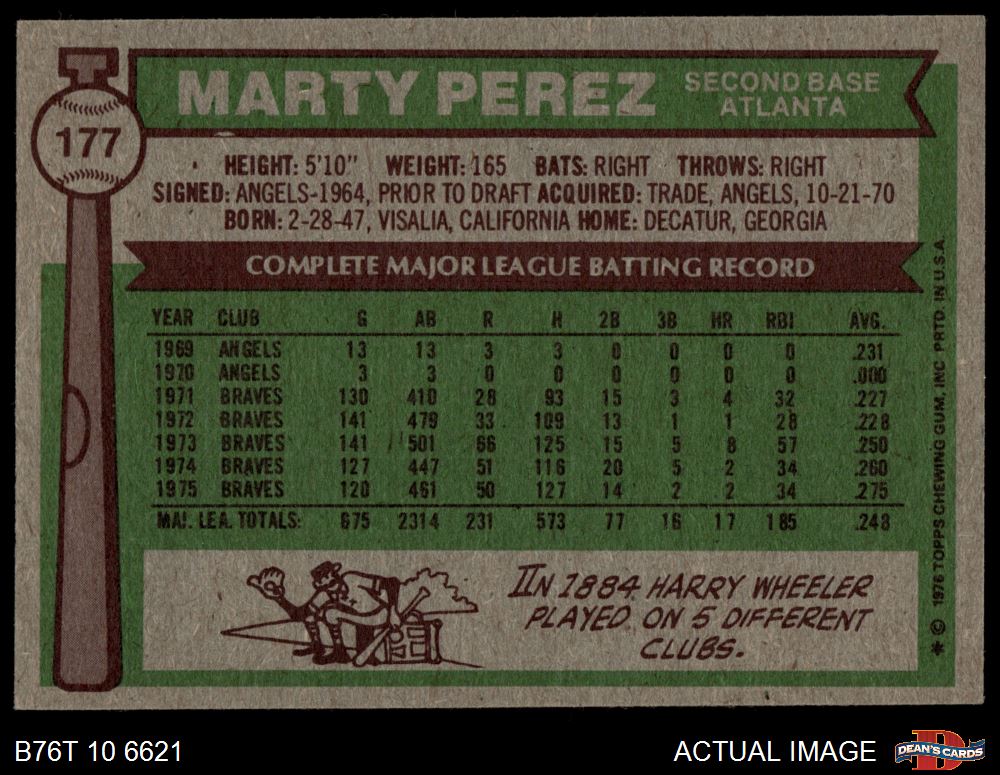 177
MARTY PEREZ
SECOND BASE
ATLANTA
HEIGHT: 5'10" WEIGHT: 165 BATS: RIGHT THROWS: RIGHT
SIGNED: ANGELS-1964, PRIOR TO DRAFT ACQUIRED: TRADE, ANGELS, 10-21-70
BORN: 2-28-47, VISALIA, CALIFORNIA HOME: DECATUR, GEORGIA
COMPLETE MAJOR LEAGUE BATTING RECORD
YEAR CLUB G AB R H 2B 3B HR RBI AVG.
1969 ANGELS 13 13 3 3 0 0 0 0 .231
1970 ANGELS 3 3 0 0 0 0 0 0 .000
1971 BRAVES 130 410 28 93 15 3 4 32 .227
1972 BRAVES 141 479 33 109 13 1 1 28 .228
1973 BRAVES 141 501 66 125 15 5 8 57 .250
1974 BRAVES 127 447 51 116 20 5 2 34 .260
1975 BRAVES 120 461 50 127 14 2 2 34 .275
MAJ. LEA. TOTALS: 675 2314 231 573 77 16 17 185 .248
IN 1884 HARRY WHEELER
PLAYED ON 5 DIFFERENT
CLUBS.
* © 1976 TOPPS CHEWING GUM, INC. PRTD. IN U.S.A.
B76T 10 6621
ACTUAL IMAGE
DEAN'S CARDS